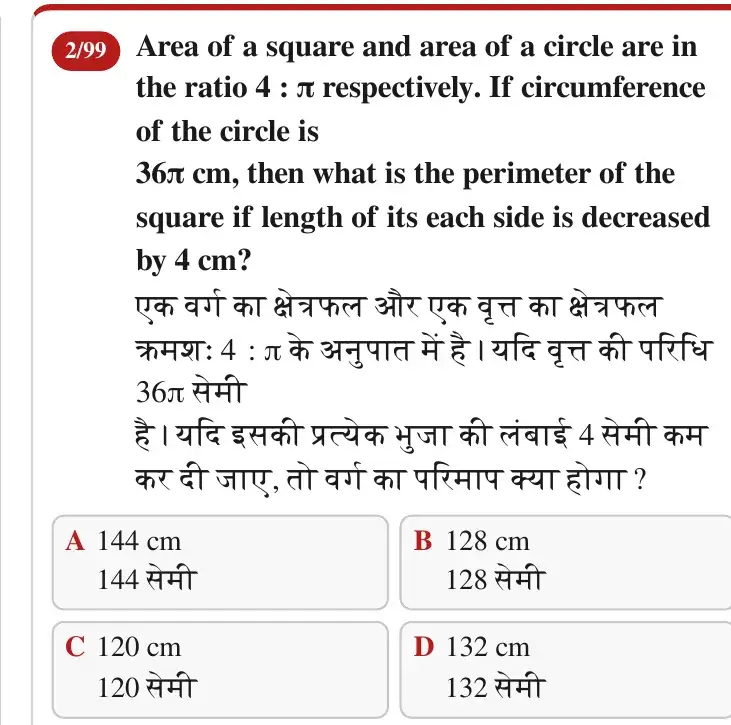 2/99 Area of a square and area of a circle are in
the ratio 4 : π respectively. If circumference
of the circle is
36π cm, then what is the perimeter of the
square if length of its each side is decreased
by 4 cm?
एक वर्ग का क्षेत्रफल और एक वृत्त का क्षेत्रफल
क्रमशः 4 : π के अनुपात में है। यदि वृत्त की परिधि
36π सेमी
है। यदि इसकी प्रत्येक भुजा की लंबाई 4 सेमी कम
कर दी जाए, तो वर्ग का परिमाप क्या होगा ?
A 144 cm
144 सेमी
B 128 cm
128 सेमी
C 120 cm
120 सेमी
D 132 cm
132 सेमी